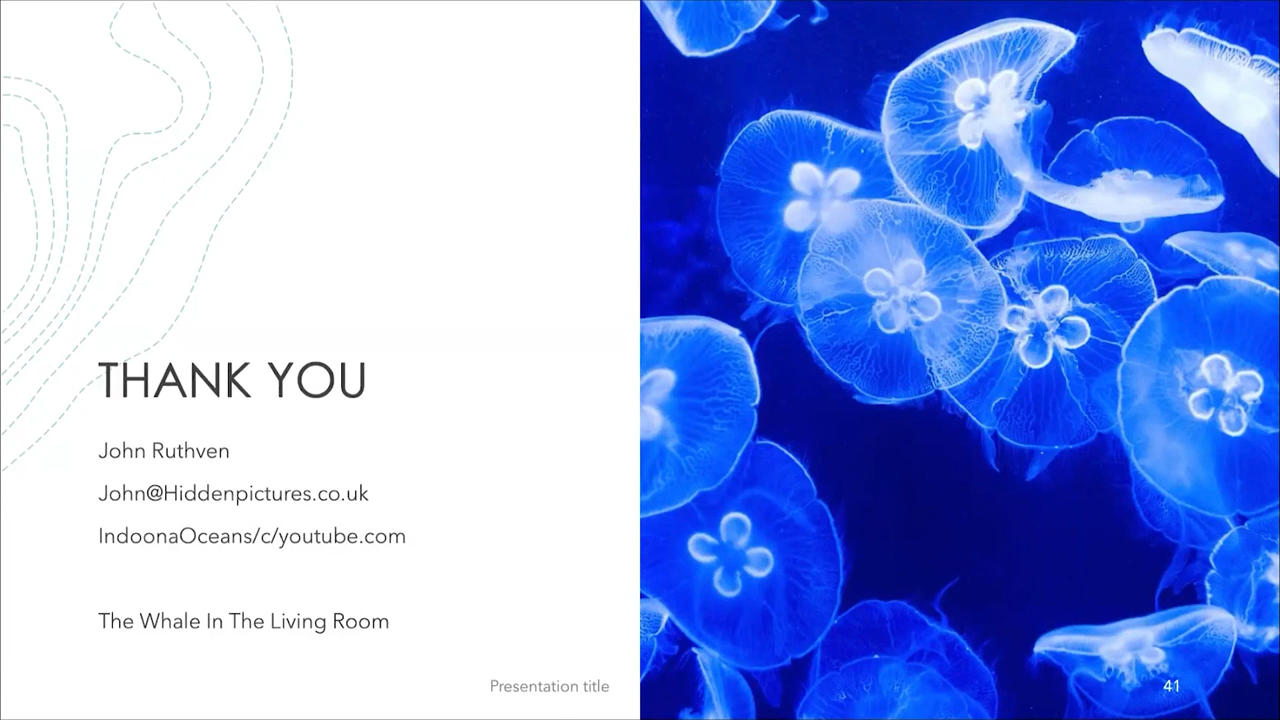 THANK YOU
John Ruthven
John@Hiddenpictures.co.uk
IndoonaOceans/c/youtube.com
The Whale In The Living Room
Presentation title
41